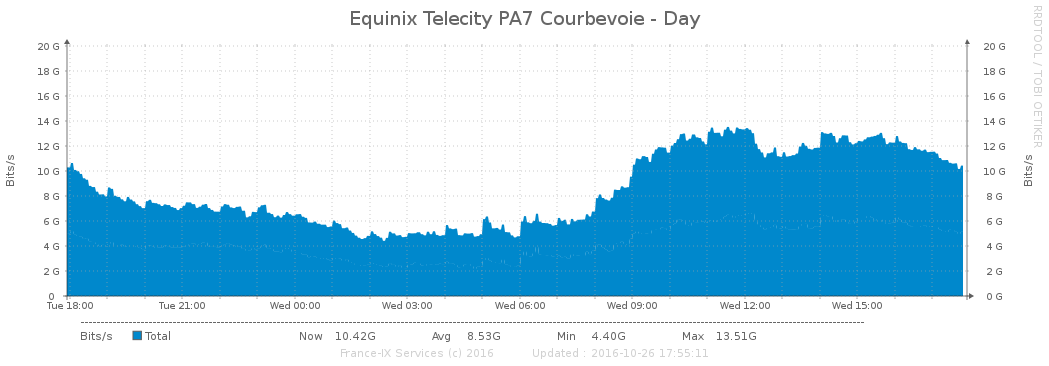 Equinix Telecity PA7 Courbevoie - Day
RRDTOOL / TOBI OETIKER
Bits/s
20 G
18 G
16 G
14 G
12 G
10 G
8 G
6 G
4 G
2 G
0
20 G
18 G
16 G
14 G
12 G
10 G
8 G
6 G
4 G
2 G
0 G
Bits/s
Tue 18:00 Tue 21:00 Wed 00:00 Wed 03:00 Wed 06:00 Wed 09:00 Wed 12:00 Wed 15:00
Bits/s Total Now 10.42G Avg 8.53G Min 4.40G Max 13.51G
France-IX Services (c) 2016 Updated : 2016-10-26 17:55:11